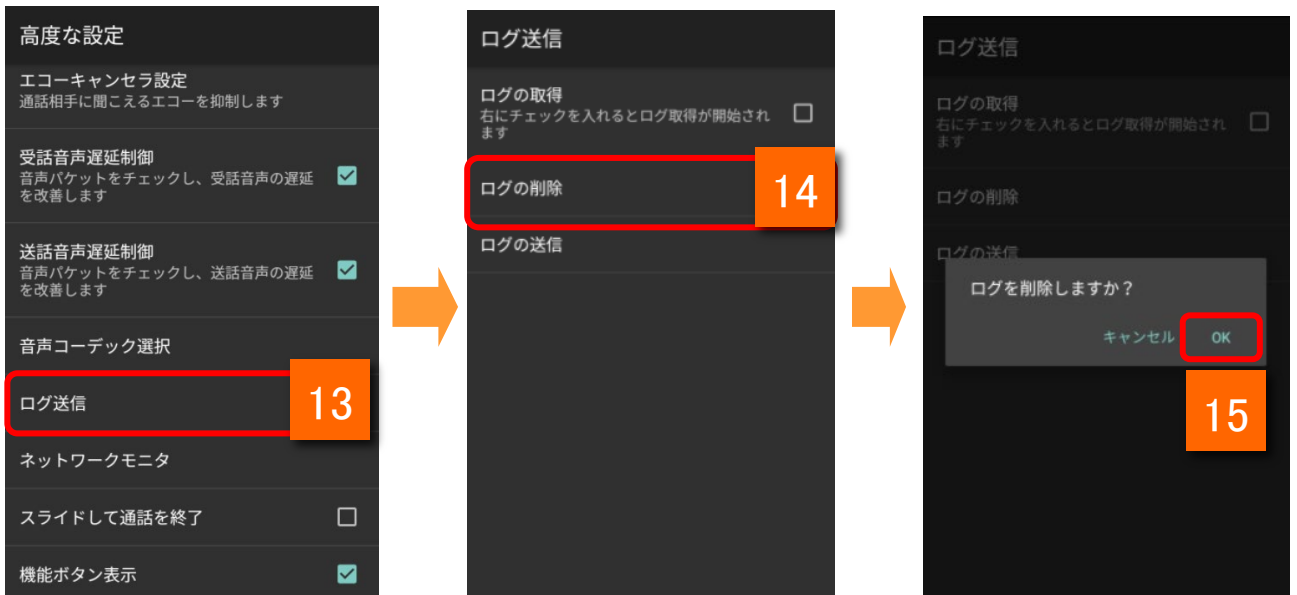 高度な設定
エコーキャンセラ設定
通話相手に聞こえるエコーを抑制します
受話音声遅延制御
音声パケットをチェックし、受話音声の遅延
を改善します
送話音声遅延制御
音声パケットをチェックし、送話音声の遅延
を改善します
音声コーデック選択
ログ送信
13
ネットワークモニタ
スライドして通話を終了
機能ボタン表示
ログ送信
ログの取得
右にチェックを入れるとログ取得が開始され
ます
ログの削除
14
ログの送信
ログ送信
ログの取得
右にチェックを入れるとログ取得が開始され
ます
ログの削除
ログの送信
ログを削除しますか？
キャンセル
OK
15